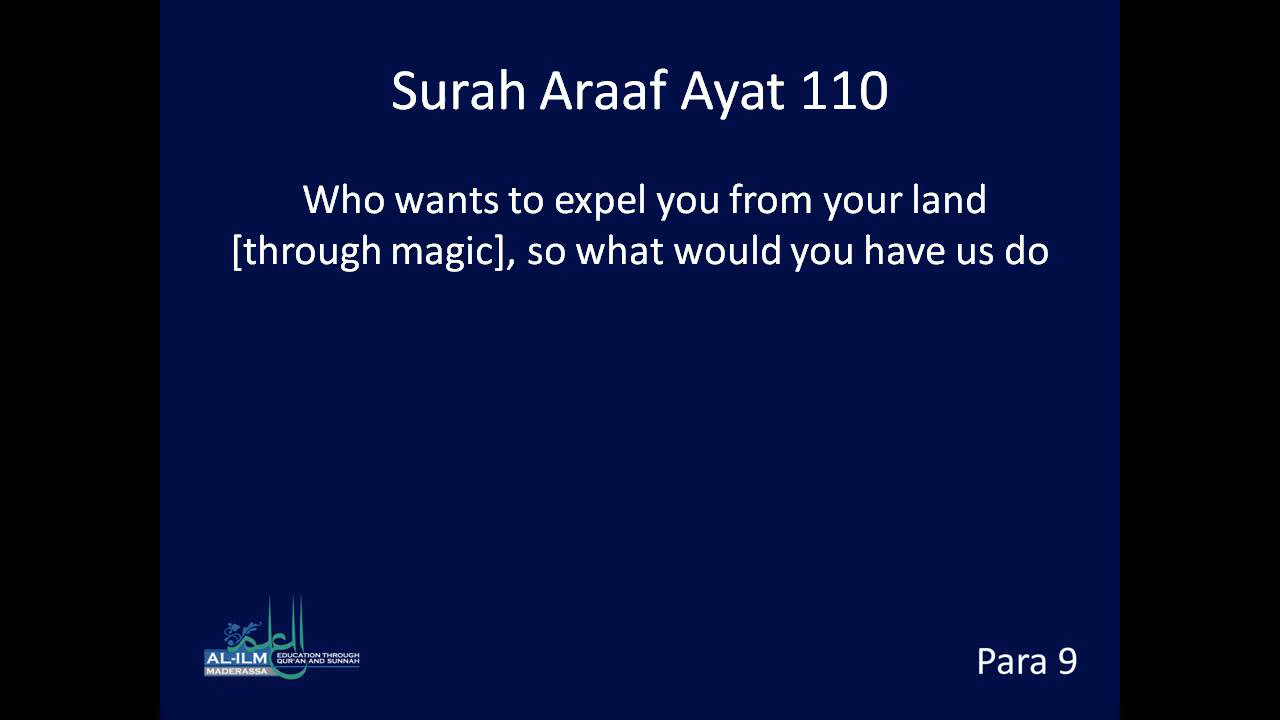 Surah Araaf Ayat 110
Who wants to expel you from your land
[through magic], so what would you have us do
العلم
AL-ILM
MADERASSA
EDUCATION THROUGH
QUR'AN AND SUNNAH
Para 9